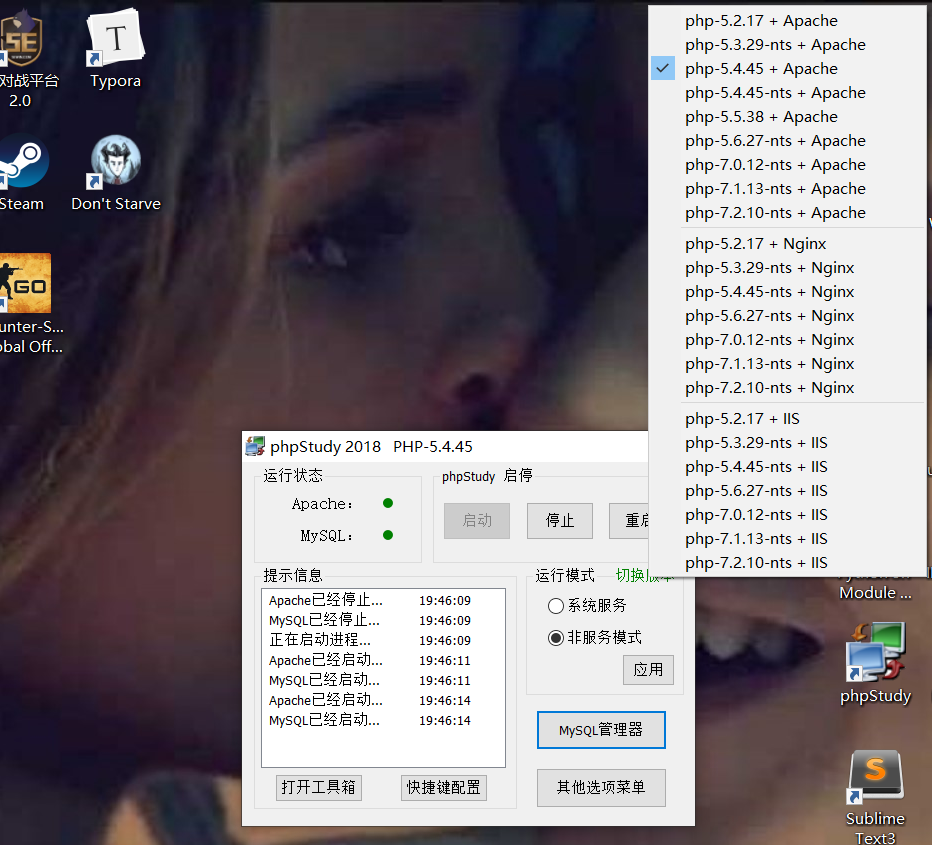 对战平台
2.0
Typora
Steam
Don't Starve
GO
unter-S...
obal Off...
php-5.2.17 + Apache
php-5.3.29-nts + Apache
php-5.4.45 + Apache
php-5.4.45-nts + Apache
php-5.5.38 + Apache
php-5.6.27-nts + Apache
php-7.0.12-nts + Apache
php-7.1.13-nts + Apache
php-7.2.10-nts + Apache
php-5.2.17 + Nginx
php-5.3.29-nts + Nginx
php-5.4.45-nts + Nginx
php-5.6.27-nts + Nginx
php-7.0.12-nts + Nginx
php-7.1.13-nts + Nginx
php-7.2.10-nts + Nginx
php-5.2.17 + IIS
php-5.3.29-nts + IIS
php-5.4.45-nts + IIS
php-5.6.27-nts + IIS
php-7.0.12-nts + IIS
php-7.1.13-nts + IIS
php-7.2.10-nts + IIS
phpStudy 2018 PHP-5.4.45
运行状态
Apache:
MySQL:
phpStudy 启停
启动
停止
重启
提示信息
Apache已经停止... 19:46:09
MySQL已经停止... 19:46:09
正在启动进程... 19:46:09
Apache已经启动... 19:46:11
MySQL已经启动... 19:46:11
Apache已经启动... 19:46:14
MySQL已经启动... 19:46:14
打开工具箱
快捷键配置
运行模式 切换版本
系统服务
非服务模式
应用
MySQL管理器
其他选项菜单
Module ...
phpStudy
Sublime
Text3